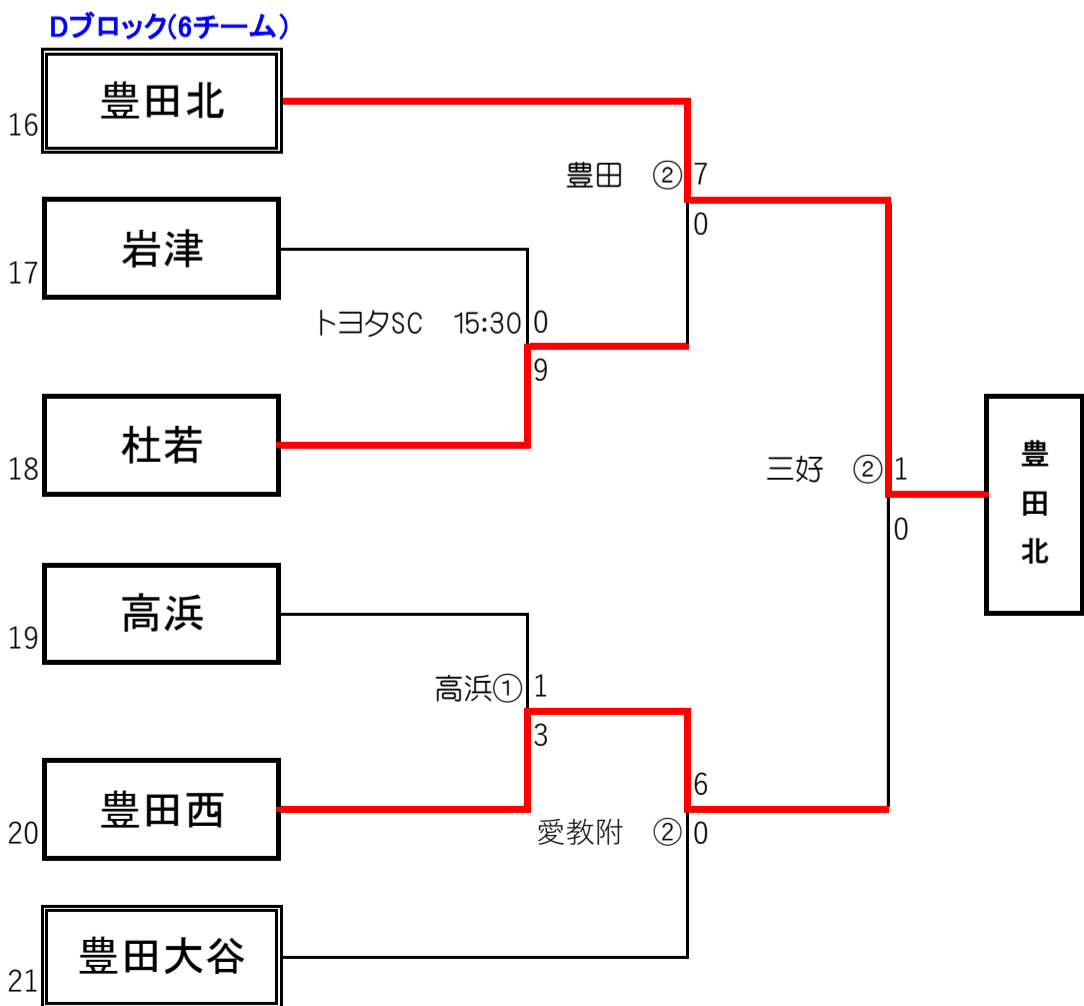 Dブロック(6チーム)
豊田北
16
豊田 ② 7
0
岩津
17
トヨタSC 15:30 0
9
杜若
18
三好 ② 1
0
豊田北
高浜
19
高浜① 1
3
豊田西
20
6
愛教附 ② 0
豊田大谷
21